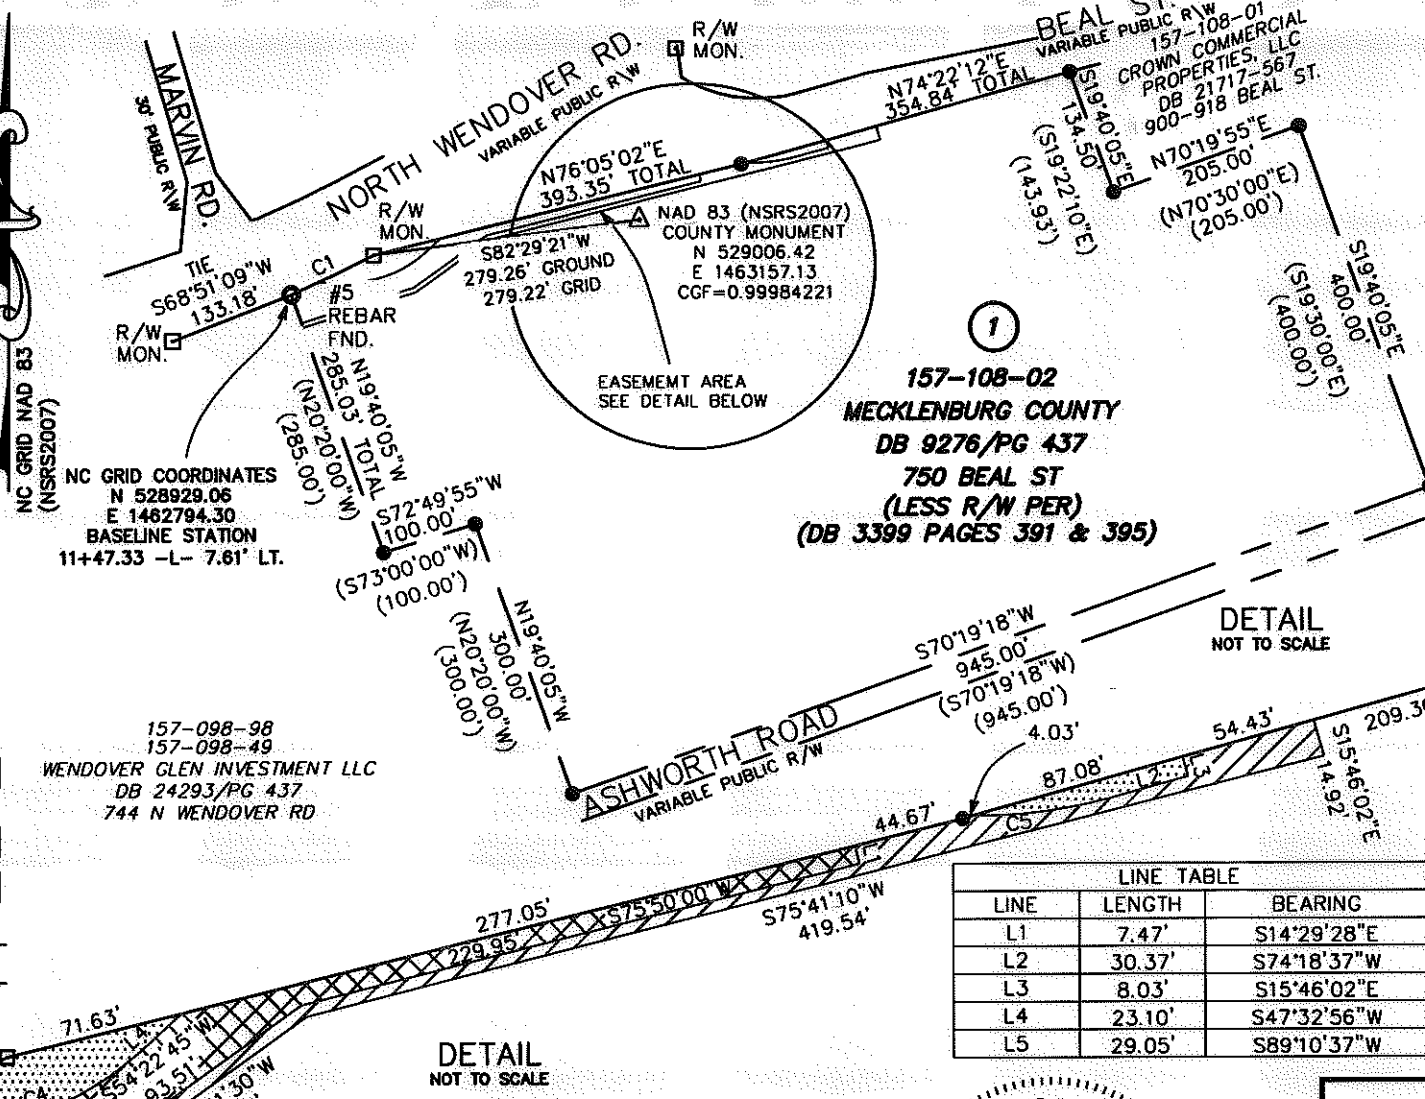 R/W
MON.
BEAL ST.
VARIABLE PUBLIC R\W
157-108-01
CROWN COMMERCIAL
PROPERTIES, LLC
DB 21717-567
900-918 BEAL ST.
MARVIN RD.
30' PUBLIC R\W
NORTH WENDOVER RD.
VARIABLE PUBLIC R\W
N74°22'12"E
354.84' TOTAL
S19°40'05"E
134.50'
(S19°22'10"E)
(143.93')
N70°19'55"E
205.00'
(N70°30'00"E)
(205.00')
N76°05'02"E
393.35' TOTAL
R/W
MON.
NAD 83 (NSRS2007)
COUNTY MONUMENT
N 529006.42
E 1463157.13
CGF=0.99984221
S82°29'21"W
279.26' GROUND
279.22' GRID
TIE
S68°51'09"W
133.18'
C1
#5
REBAR
FND.
R/W
MON.
NC GRID NAD 83
(NSRS2007)
S19°40'05"E
400.00'
(S19°30'00"E)
(400.00')
1
157-108-02
MECKLENBURG COUNTY
DB 9276/PG 437
750 BEAL ST
(LESS R/W PER)
(DB 3399 PAGES 391 & 395)
EASEMEMT AREA
SEE DETAIL BELOW
N19°40'05"W
285.03' TOTAL
(N20°20'00"W)
(285.00')
NC GRID COORDINATES
N 528929.06
E 1462794.30
BASELINE STATION
11+47.33 -L- 7.61' LT.
S72°49'55"W
100.00'
(S73°00'00"W)
(100.00')
N19°40'05"W
300.00'
(N20°20'00"W)
(300.00')
S70°19'18"W
945.00'
(S70°19'18"W)
(945.00')
DETAIL
NOT TO SCALE
ASHWORTH ROAD
VARIABLE PUBLIC R/W
157-098-98
157-098-49
WENDOVER GLEN INVESTMENT LLC
DB 24293/PG 437
744 N WENDOVER RD
4.03'
54.43'
87.08'
L2
L3
S15°46'02"E
14.92'
44.67'
C5
L1
277.05'
229.95'
S75°50'00"W
S75°41'10"W
419.54'
71.63'
L4
S54°22'45"W
93.51'
DETAIL
NOT TO SCALE
LINE TABLE
LINE LENGTH BEARING
L1 7.47' S14°29'28"E
L2 30.37' S74°18'37"W
L3 8.03' S15°46'02"E
L4 23.10' S47°32'56"W
L5 29.05' S89°10'37"W